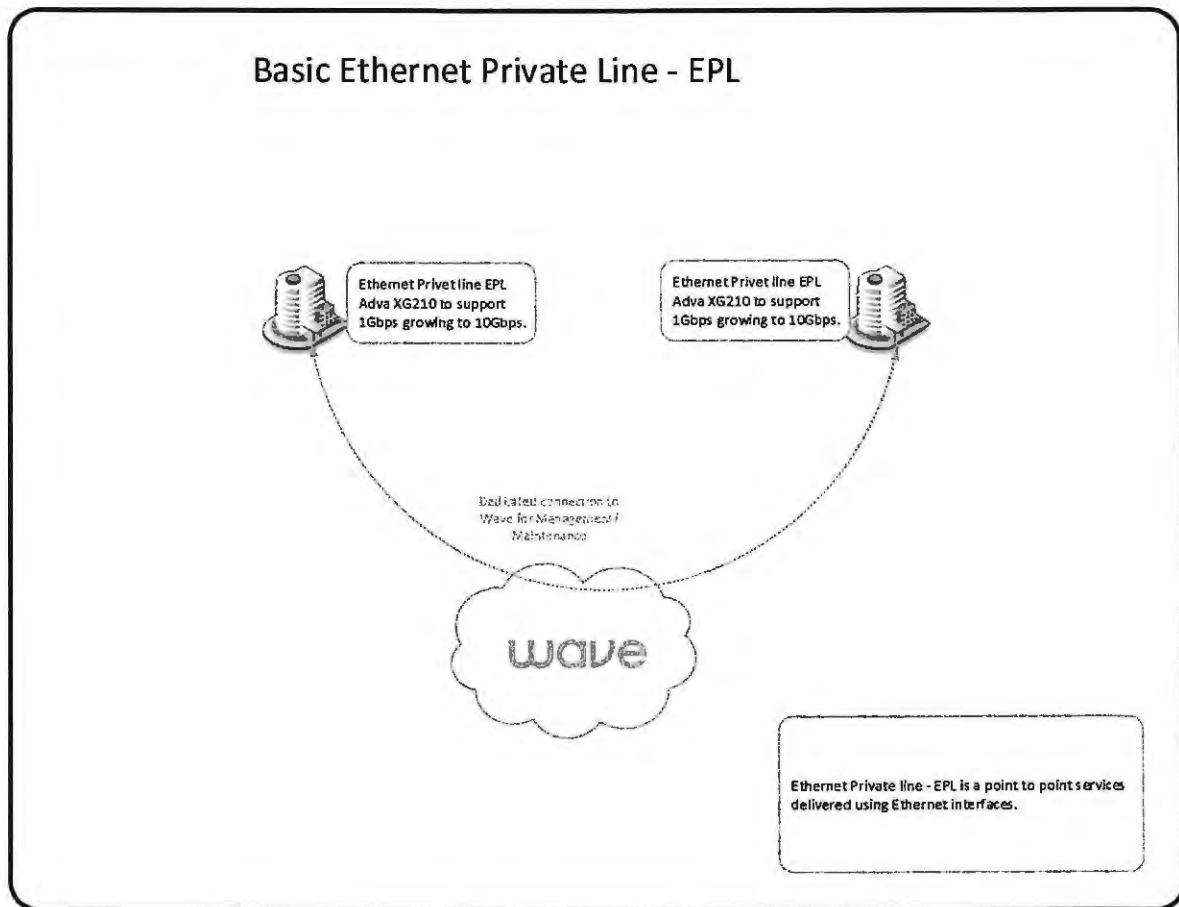 Basic Ethernet Private Line - EPL
Ethernet Privet line EPL
Adva XG210 to support
1Gbps growing to 10Gbps.
Ethernet Privet line EPL
Adva XG210 to support
1Gbps growing to 10Gbps.
Dedicated connection to
Wave for Management /
Maintenance
wave
Ethernet Private line - EPL is a point to point services
delivered using Ethernet interfaces.